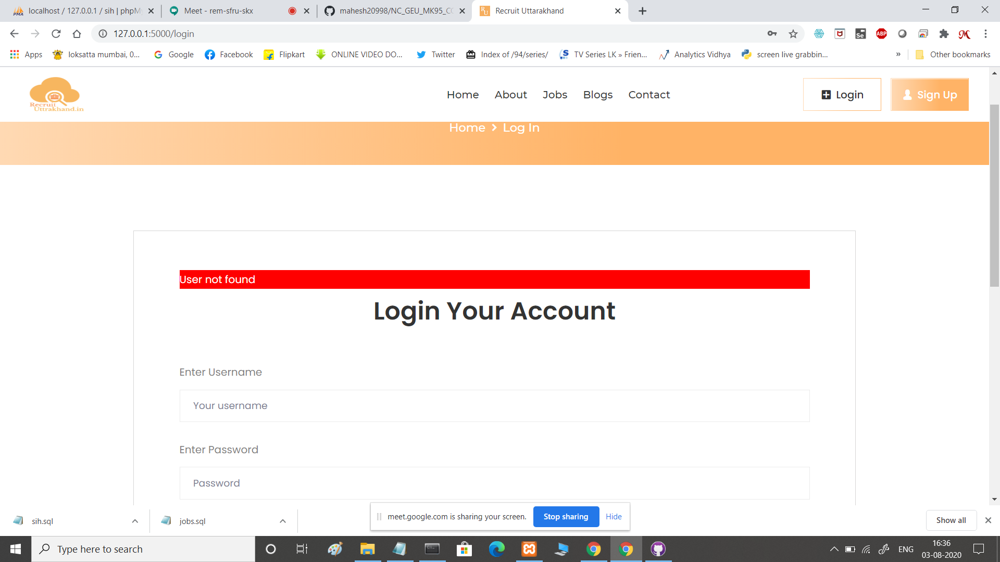 localhost / 127.0.0.1 / sih | phpMy
Meet - rem-sfru-skx
mahesh20998/NC_GEU_MK95_CO
Recruit Uttarakhand
127.0.0.1:5000/login
Apps
loksatta mumbai, 0...
Google
Facebook
Flipkart
ONLINE VIDEO DO...
Twitter
Index of /94/series/
TV Series LK » Frien...
Analytics Vidhya
screen live grabbin...
»
Other bookmarks
Recruit
Uttrakhand.in
Home
About
Jobs
Blogs
Contact
Login
Sign Up
Home > Log In
User not found
Login Your Account
Enter Username
Your username
Enter Password
Password
sih.sql
jobs.sql
meet.google.com is sharing your screen.
Stop sharing
Hide
Show all
Type here to search
ENG
16:36
03-08-2020